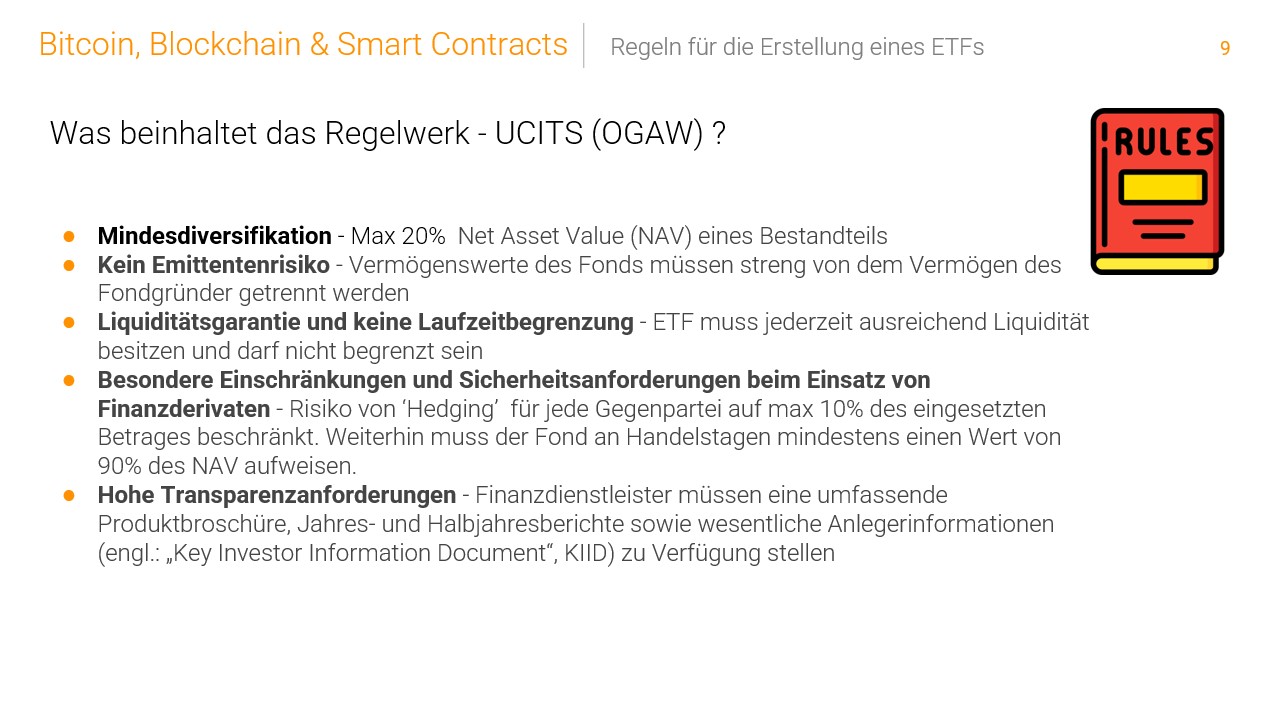 Bitcoin, Blockchain & Smart Contracts
Regeln für die Erstellung eines ETFs
9
Was beinhaltet das Regelwerk - UCITS (OGAW) ?
RULES
● Mindesdiversifikation - Max 20%  Net Asset Value (NAV) eines Bestandteils
● Kein Emittentenrisiko - Vermögenswerte des Fonds müssen streng von dem Vermögen des
Fondgründer getrennt werden
● Liquiditätsgarantie und keine Laufzeitbegrenzung - ETF muss jederzeit ausreichend Liquidität
besitzen und darf nicht begrenzt sein
● Besondere Einschränkungen und Sicherheitsanforderungen beim Einsatz von
Finanzderivaten - Risiko von ‘Hedging’  für jede Gegenpartei auf max 10% des eingesetzten
Betrages beschränkt. Weiterhin muss der Fond an Handelstagen mindestens einen Wert von
90% des NAV aufweisen.
● Hohe Transparenzanforderungen - Finanzdienstleister müssen eine umfassende
Produktbroschüre, Jahres- und Halbjahresberichte sowie wesentliche Anlegerinformationen
(engl.: „Key Investor Information Document“, KIID) zu Verfügung stellen